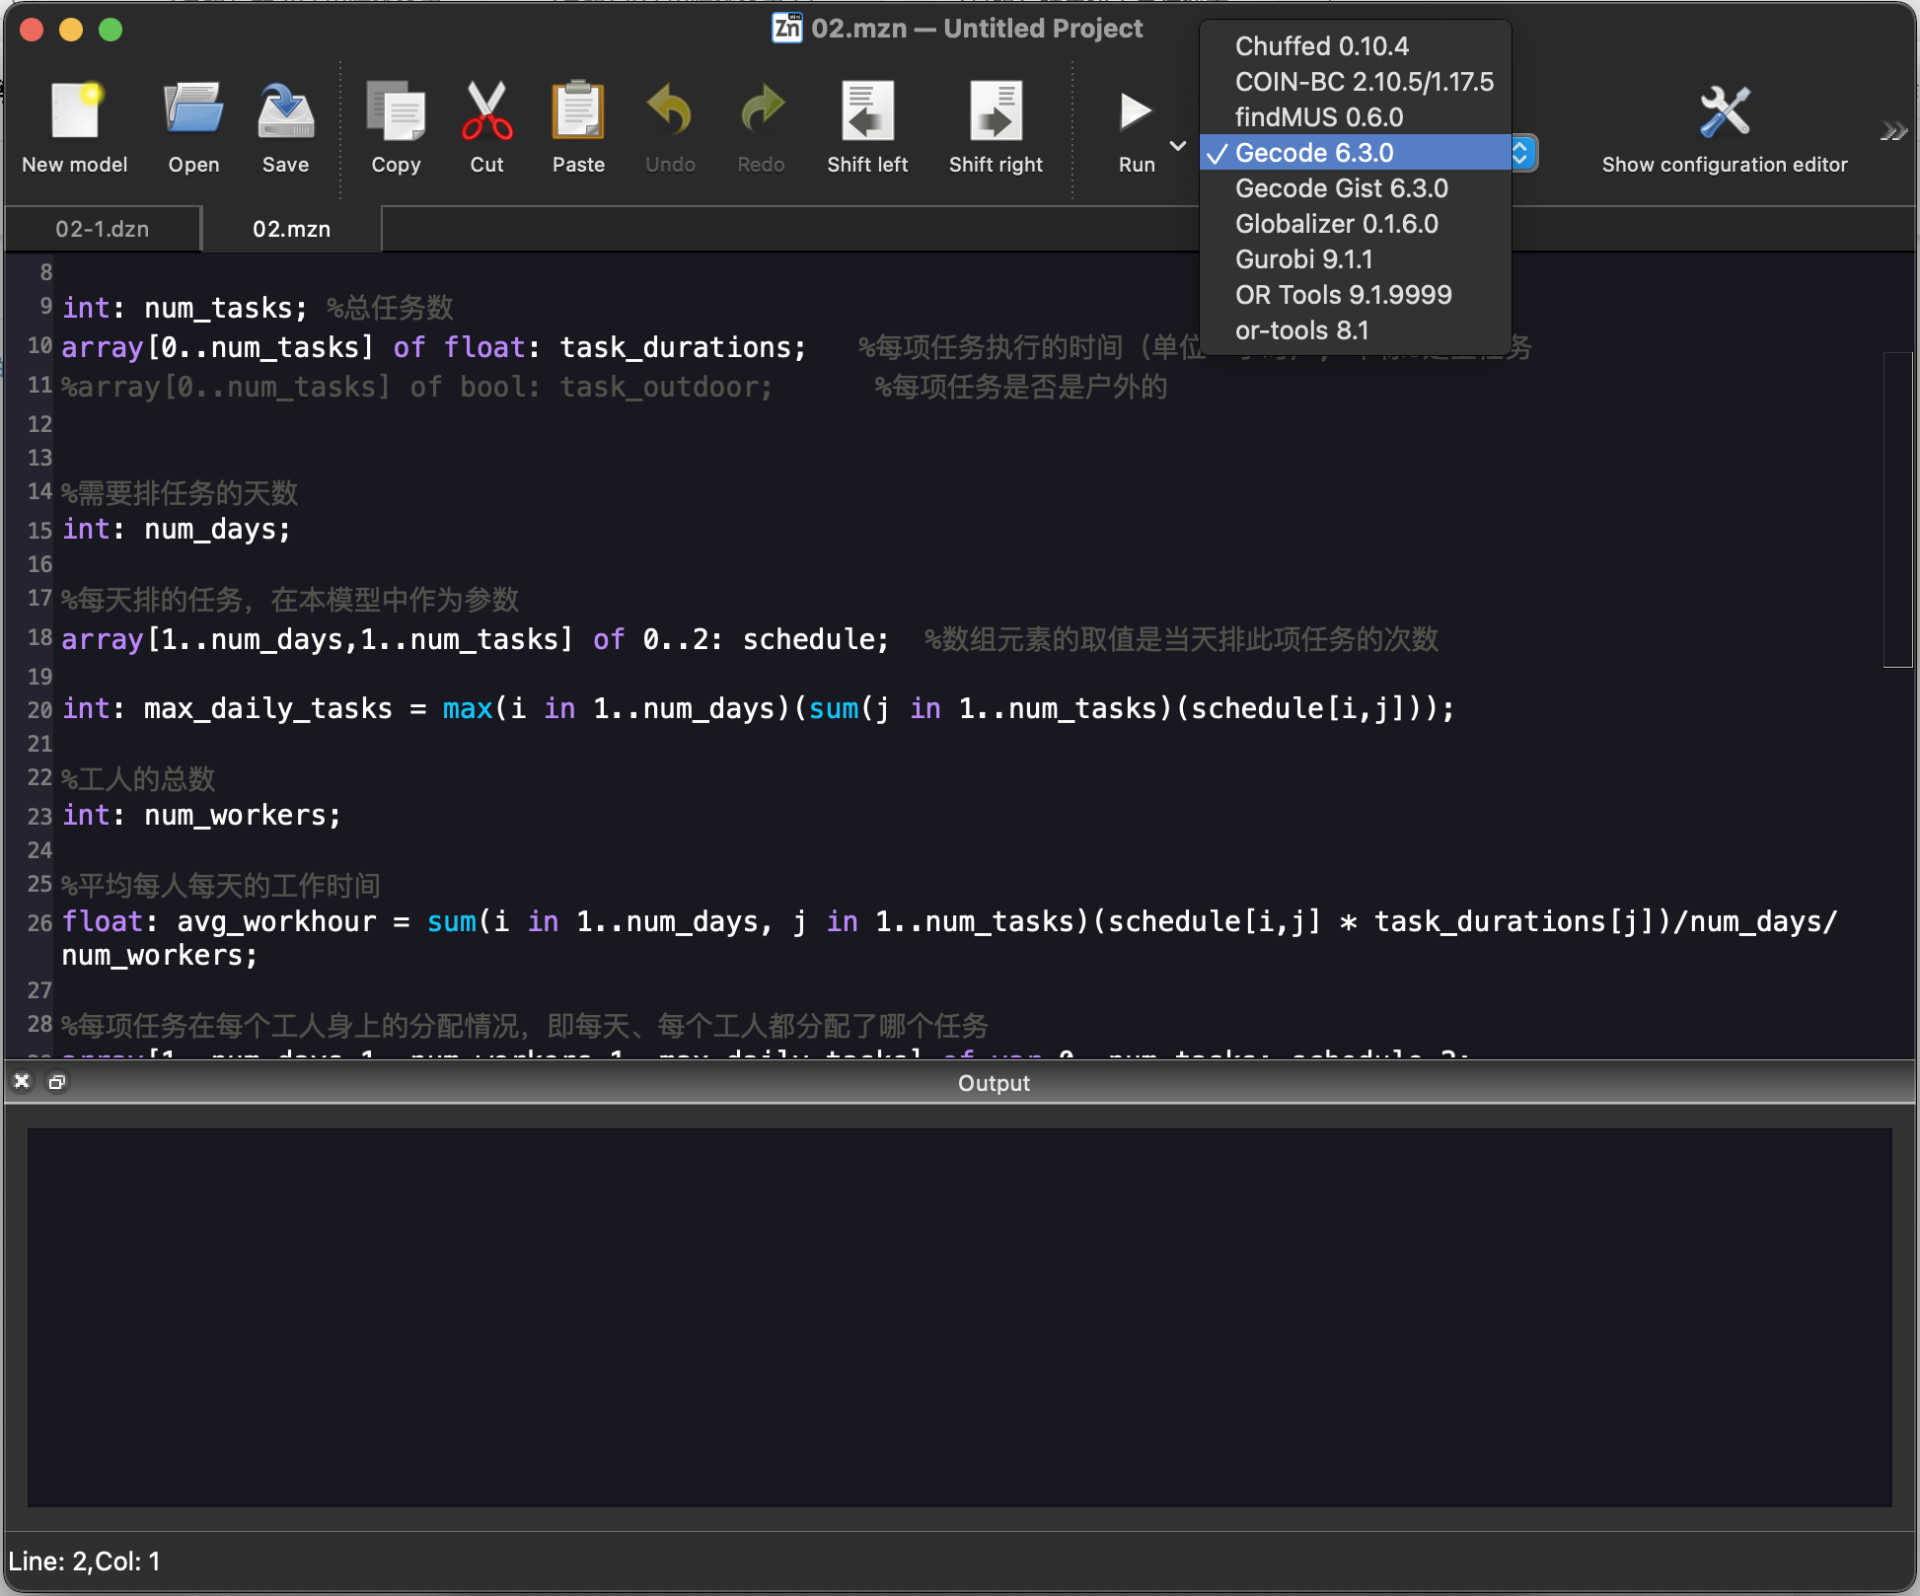 02.mzn — Untitled Project
Chuffed 0.10.4
COIN-BC 2.10.5/1.17.5
findMUS 0.6.0
✓ Gecode 6.3.0
Gecode Gist 6.3.0
Globalizer 0.1.6.0
Gurobi 9.1.1
OR Tools 9.1.9999
or-tools 8.1
New model
Open
Save
Copy
Cut
Paste
Undo
Redo
Shift left
Shift right
Run
Show configuration editor
02-1.dzn
02.mzn
8
9 int: num_tasks; %总任务数
10 array[0..num_tasks] of float: task_durations; %每项任务执行的时间（单位
11 %array[0..num_tasks] of bool: task_outdoor; %每项任务是否是户外的
12
13
14 %需要排任务的天数
15 int: num_days;
16
17 %每天排的任务，在本模型中作为参数
18 array[1..num_days,1..num_tasks] of 0..2: schedule; %数组元素的取值是当天排此项任务的次数
19
20 int: max_daily_tasks = max(i in 1..num_days)(sum(j in 1..num_tasks)(schedule[i,j]));
21
22 %工人的总数
23 int: num_workers;
24
25 %平均每人每天的工作时间
26 float: avg_workhour = sum(i in 1..num_days, j in 1..num_tasks)(schedule[i,j] * task_durations[j])/num_days/
num_workers;
27
28 %每项任务在每个工人身上的分配情况，即每天、每个工人都分配了哪个任务
Output
Line: 2,Col: 1